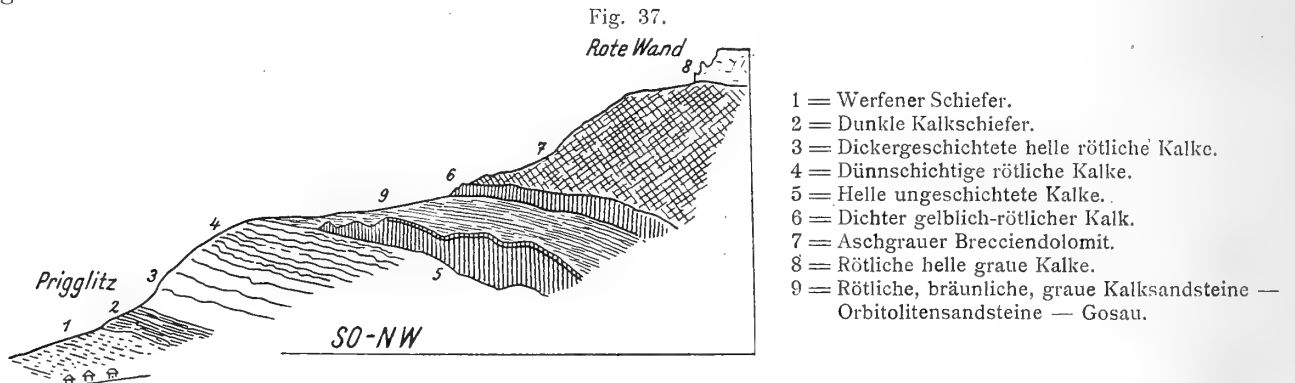 Fig. 37.
Rote Wand
8
7
6
9
4
5
3
Prigglitz
2
1
SO-NW
1 = Werfener Schiefer.
2 = Dunkle Kalkschiefer.
3 = Dickergeschichtete helle rötliche Kalke.
4 = Dünnschichtige rötliche Kalke.
5 = Helle ungeschichtete Kalke.
6 = Dichter gelblich-rötlicher Kalk.
7 = Aschgrauer Brecciendolomit.
8 = Rötliche helle graue Kalke.
9 = Rötliche, bräunliche, graue Kalksandsteine —
Orbitolitensandsteine — Gosau.